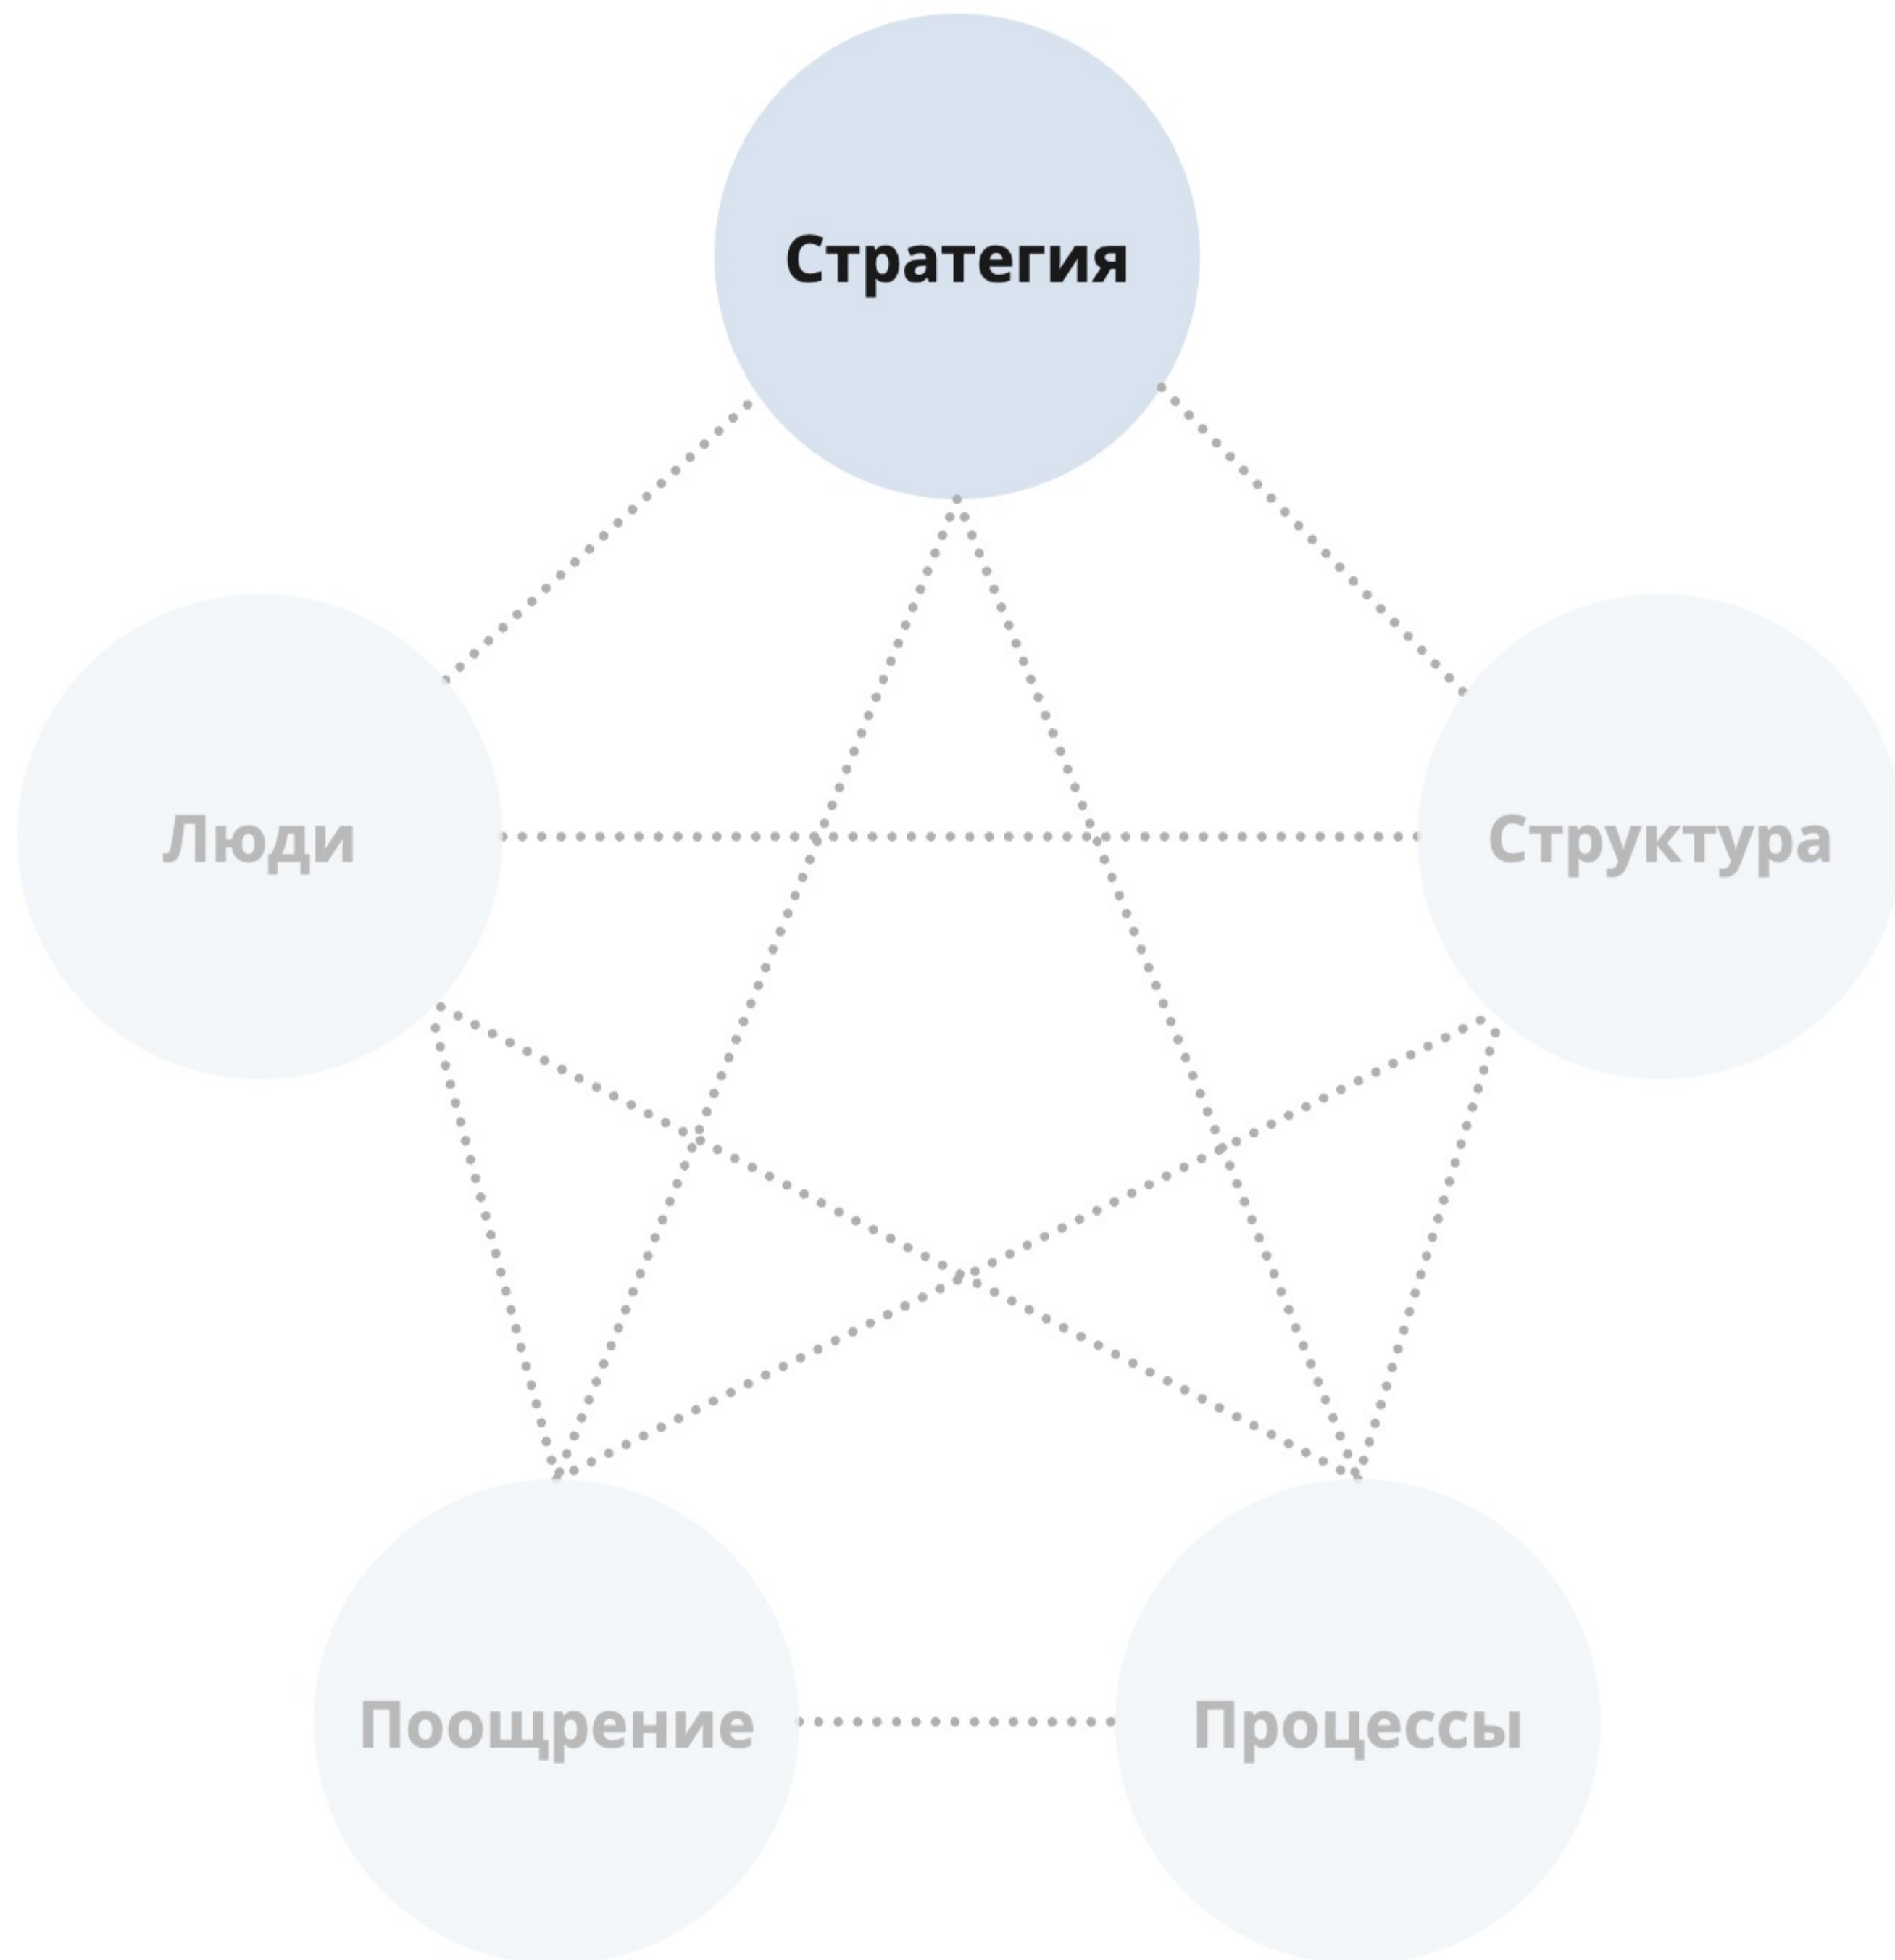 Стратегия
Люди
Структура
Поощрение
Процессы